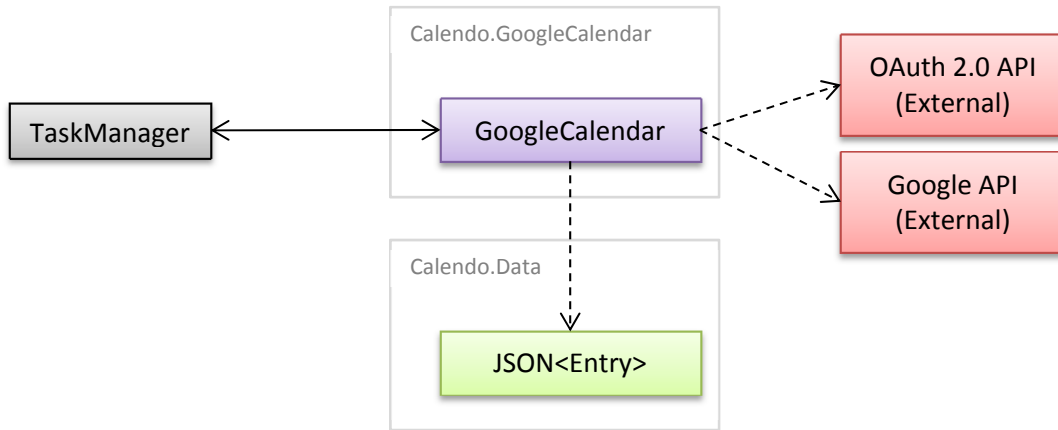 Calendo.GoogleCalendar
OAuth 2.0 API
(External)
TaskManager
GoogleCalendar
Google API
(External)
Calendo.Data
JSON<Entry>